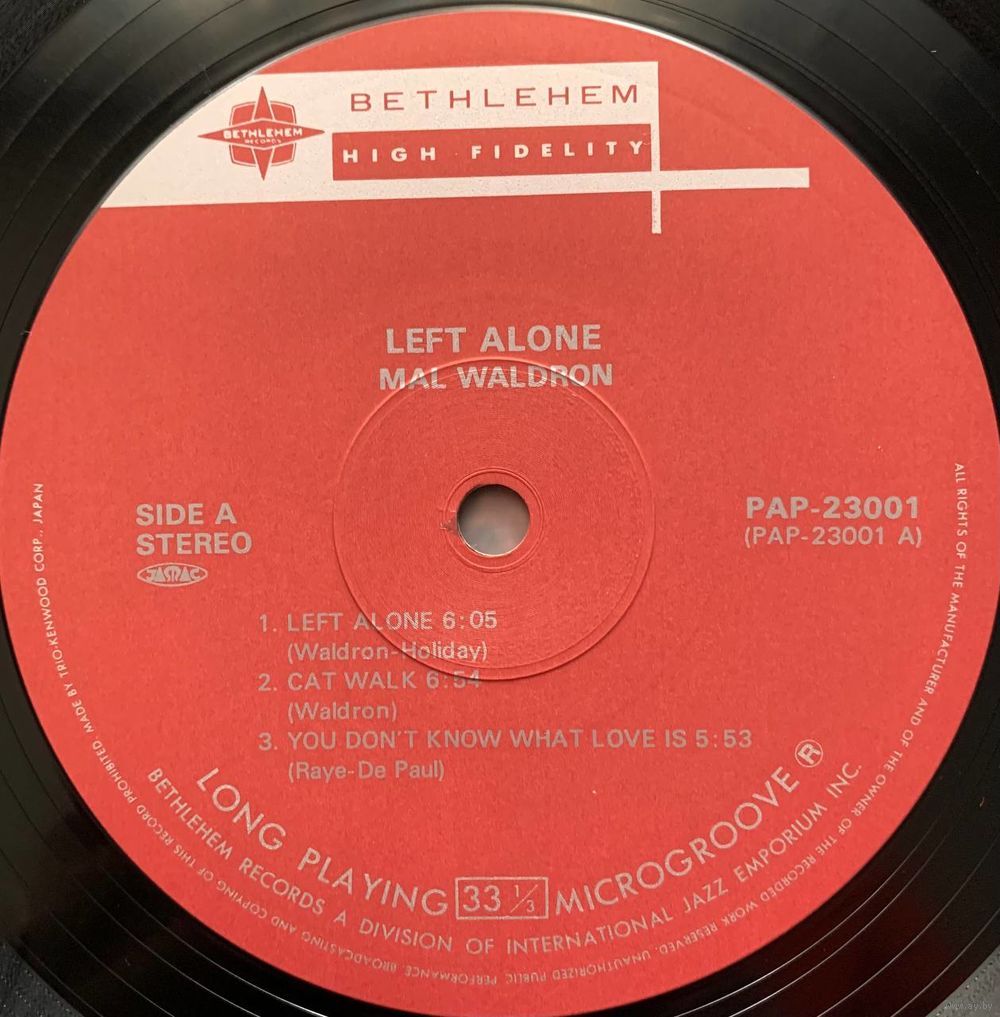 BETHLEHEM
BETHLEHEM
RECORDS
HIGH FIDELITY
LEFT ALONE
MAL WALDRON
SIDE A
STEREO
JASRAC
PAP-23001
(PAP-23001 A)
1. LEFT ALONE 6:05
(Waldron-Holiday)
2. CAT WALK 6:54
(Waldron)
3. YOU DON'T KNOW WHAT LOVE IS 5:53
(Raye-De Paul)
LONG PLAYING 33 1/3 MICROGROOVE ®
BETHLEHEM RECORDS A DIVISION OF INTERNATIONAL JAZZ EMPORIUM INC.
ALL RIGHTS OF THE MANUFACTURER AND OF THE OWNER OF THE RECORDED WORK RESERVED. UNAUTHORIZED PUBLIC PERFORMANCE BROADCASTING AND COPYING OF THIS RECORD PROHIBITED. MADE BY TRIO-KENWOOD CORP., JAPAN